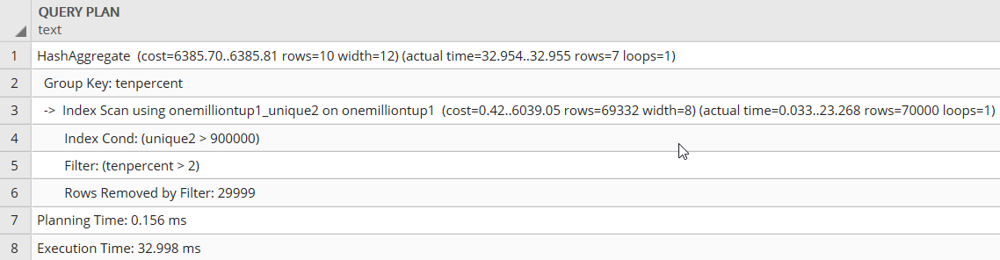 QUERY PLAN
text
1 HashAggregate (cost=6385.70..6385.81 rows=10 width=12) (actual time=32.954..32.955 rows=7 loops=1)
2 Group Key: tenpercent
3 -> Index Scan using onemilliontup1_unique2 on onemilliontup1 (cost=0.42..6039.05 rows=69332 width=8) (actual time=0.033..23.268 rows=70000 loops=1)
4 Index Cond: (unique2 > 900000)
5 Filter: (tenpercent > 2)
6 Rows Removed by Filter: 29999
7 Planning Time: 0.156 ms
8 Execution Time: 32.998 ms